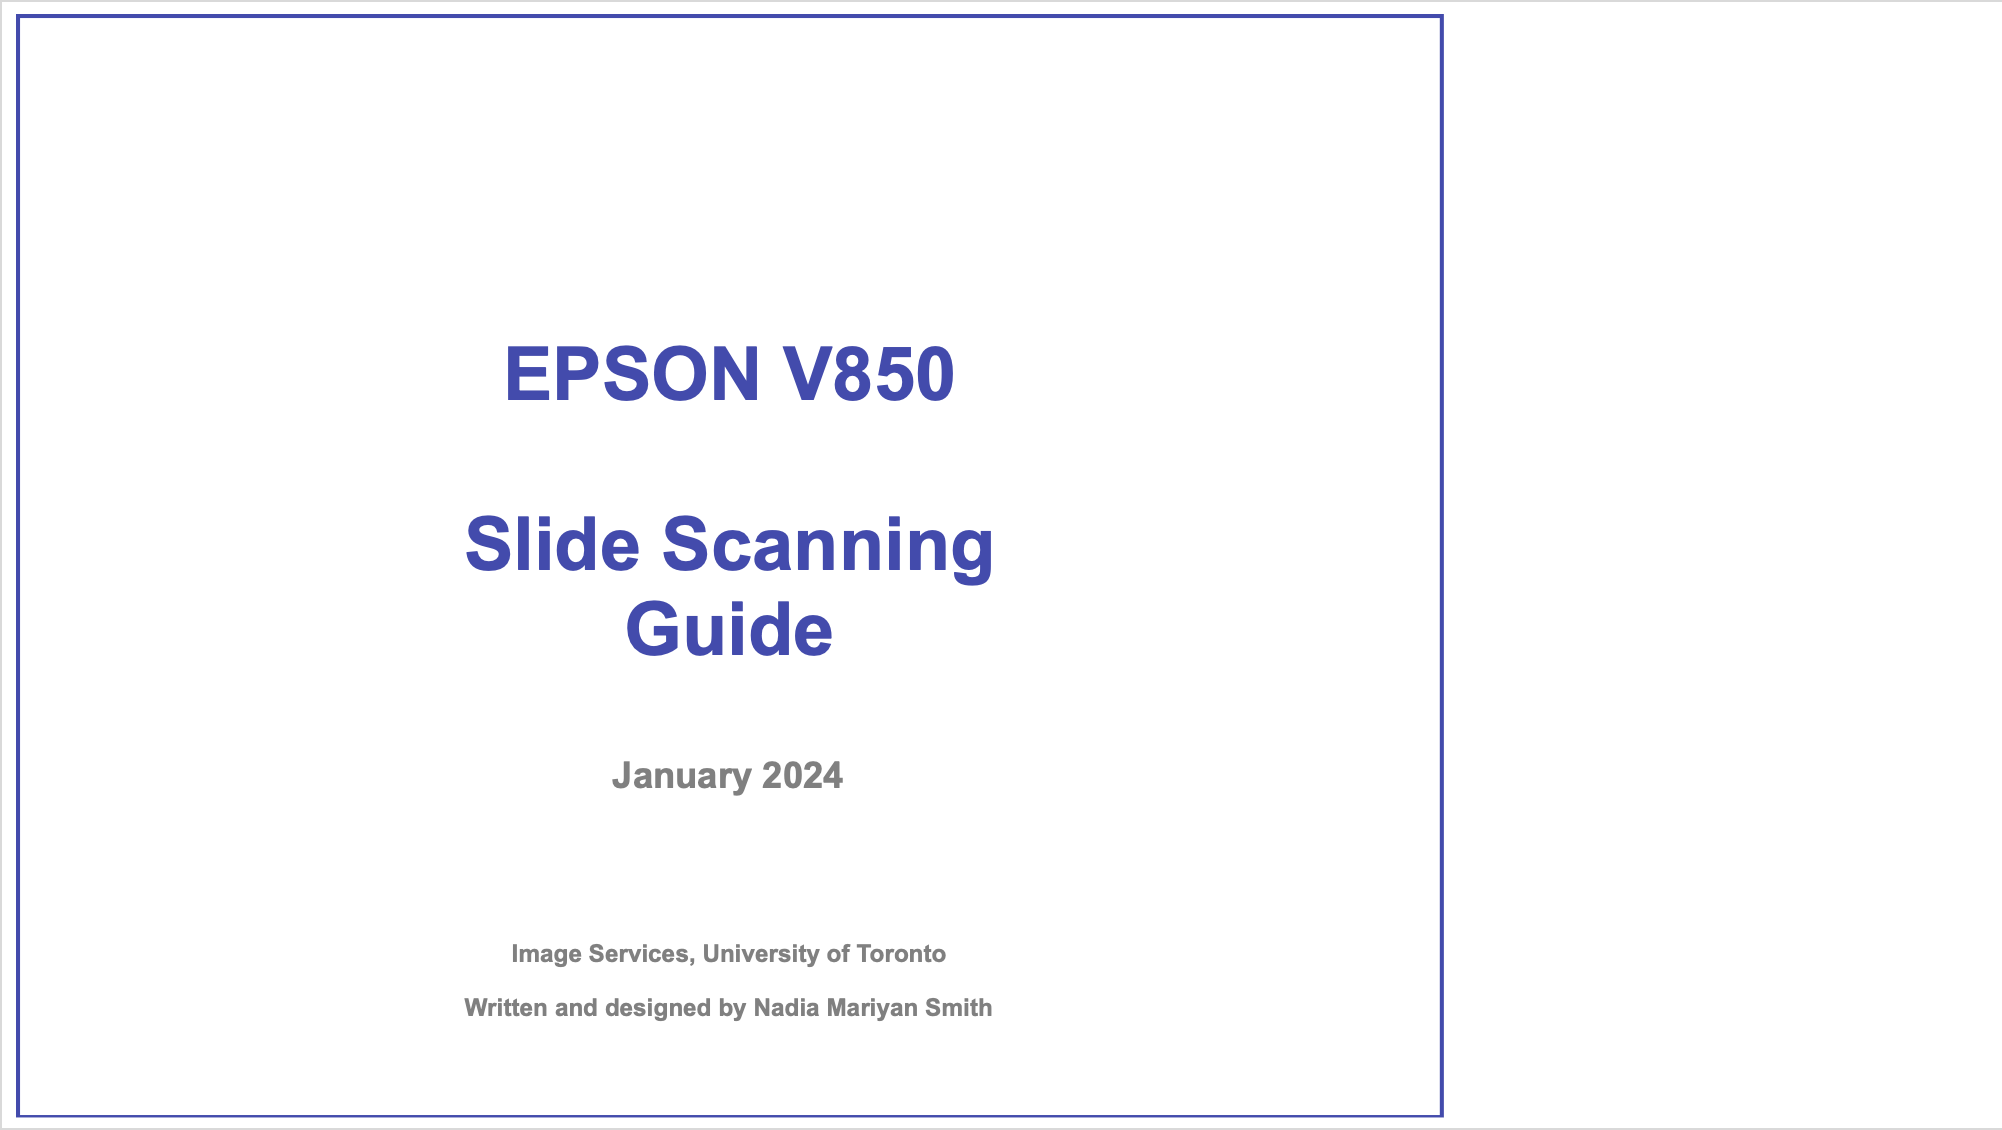 EPSON V850
Slide Scanning
Guide
January 2024
Image Services, University of Toronto
Written and designed by Nadia Mariyan Smith